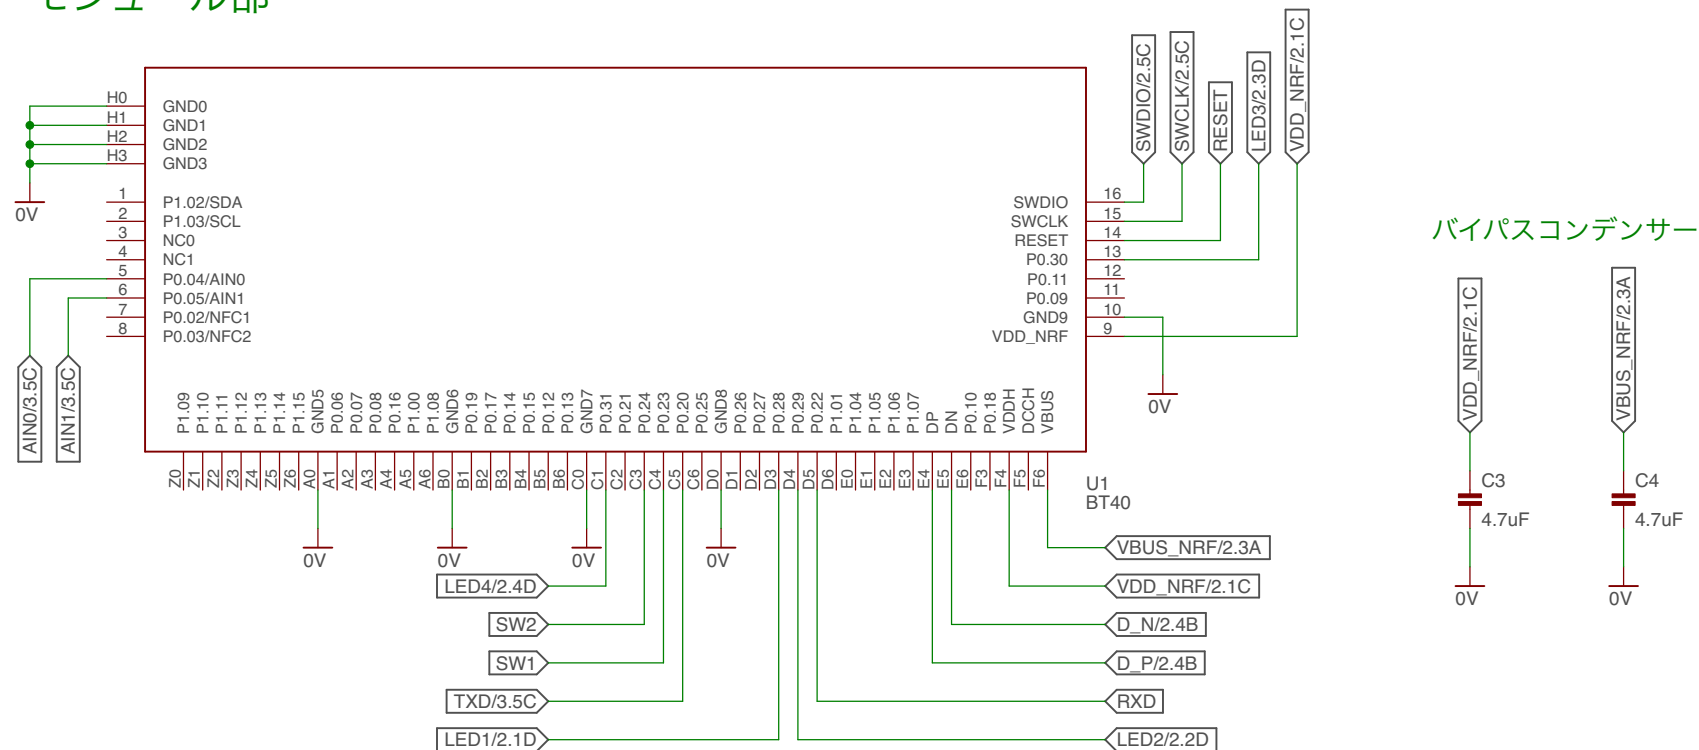 モジュール部
SWDIO/2.5C
SWCLK/2.5C
RESET
LED3/2.3D
VDD_NRF/2.1C
H0 GND0
H1 GND1
H2 GND2
H3 GND3
0V
1 P1.02/SDA
2 P1.03/SCL
3 NC0
4 NC1
5 P0.04/AIN0
6 P0.05/AIN1
7 P0.02/NFC1
8 P0.03/NFC2
AIN0/3.5C
AIN1/3.5C
SWDIO 16
SWCLK 15
RESET 14
P0.30 13
P0.11 12
P0.09 11
GND9 10
VDD_NRF 9
0V
P1.09 Z0
P1.10 Z1
P1.11 Z2
P1.12 Z3
P1.13 Z4
P1.14 Z5
P1.15 Z6
GND5 A0
P0.06 A1
P0.07 A2
P0.08 A3
P0.16 A4
P1.00 A5
P1.08 A6
GND6 B0
P0.19 B1
P0.17 B2
P0.14 B3
P0.15 B4
P0.12 B5
P0.13 B6
GND7 C0
P0.31 C1
P0.21 C2
P0.24 C3
P0.23 C4
P0.20 C5
P0.25 C6
GND8 D0
P0.26 D1
P0.27 D2
P0.28 D3
P0.29 D4
P0.22 D5
P1.01 D6
P1.04 E0
P1.05 E1
P1.06 E2
P1.07 E3
DP E4
DN E5
P0.10 E6
P0.18 F3
VDDH F4
DCCH F5
VBUS F6
U1
BT40
0V
0V
0V
0V
LED4/2.4D
SW2
SW1
TXD/3.5C
LED1/2.1D
VBUS_NRF/2.3A
VDD_NRF/2.1C
D_N/2.4B
D_P/2.4B
RXD
LED2/2.2D
バイパスコンデンサー
VDD_NRF/2.1C
C3
4.7uF
0V
VBUS_NRF/2.3A
C4
4.7uF
0V